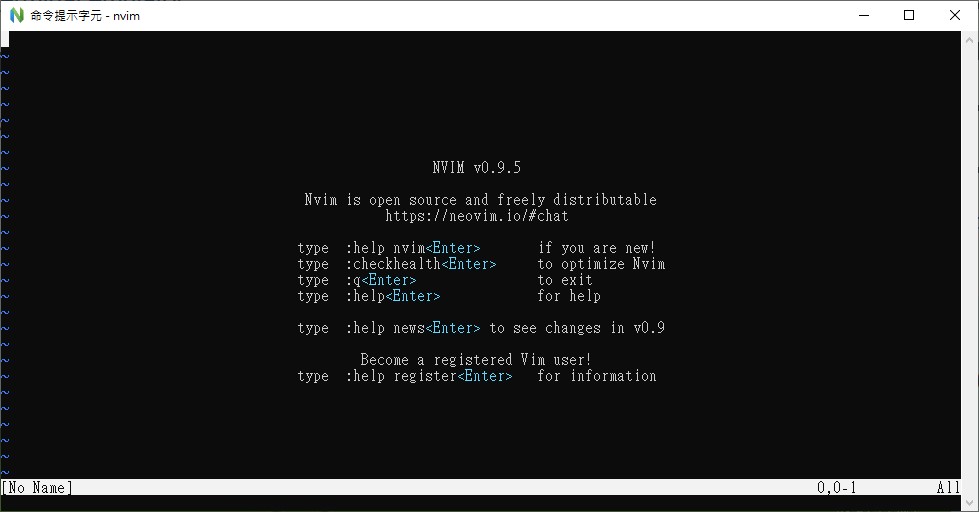 命令提示字元 - nvim
~
~
~
~
~
~
~
NVIM v0.9.5
~
~
Nvim is open source and freely distributable
~
https://neovim.io/#chat
~
~
type :help nvim<Enter> if you are new!
~
type :checkhealth<Enter> to optimize Nvim
~
type :q<Enter> to exit
~
type :help<Enter> for help
~
~
type :help news<Enter> to see changes in v0.9
~
~
Become a registered Vim user!
~
type :help register<Enter> for information
~
~
~
~
~
~
~
[No Name] 0,0-1 All